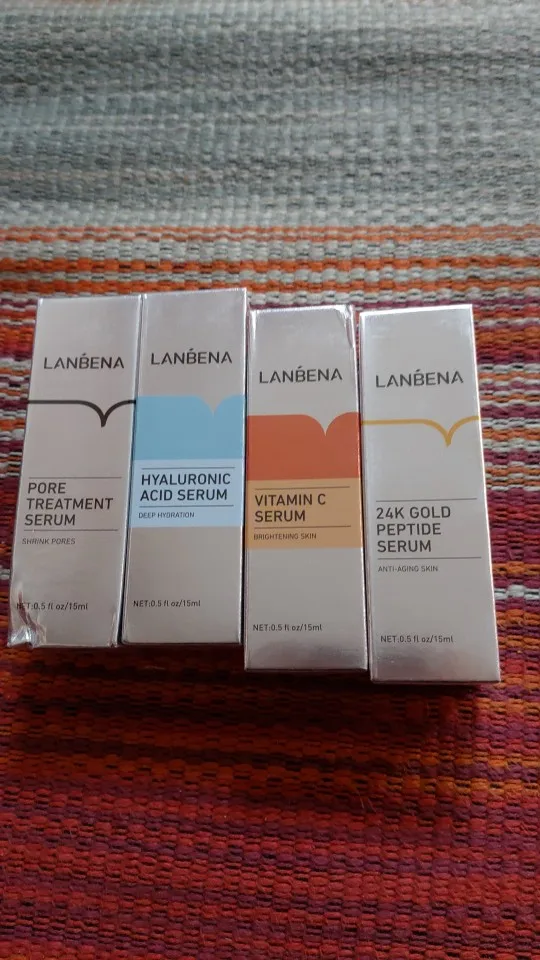 LANBENA
PORE
TREATMENT
SERUM
SHRINK PORES
NET:0.5 fl oz/15ml
LANBENA
HYALURONIC
ACID SERUM
DEEP HYDRATION
LANBENA
VITAMIN C
SERUM
BRIGHTENING SKIN
NET:0.5 fl oz/15ml
LANBENA
24K GOLD
PEPTIDE
SERUM
ANTI-AGING SKIN
NET:0.5 fl oz/15ml
NET:0.5 fl oz/15ml